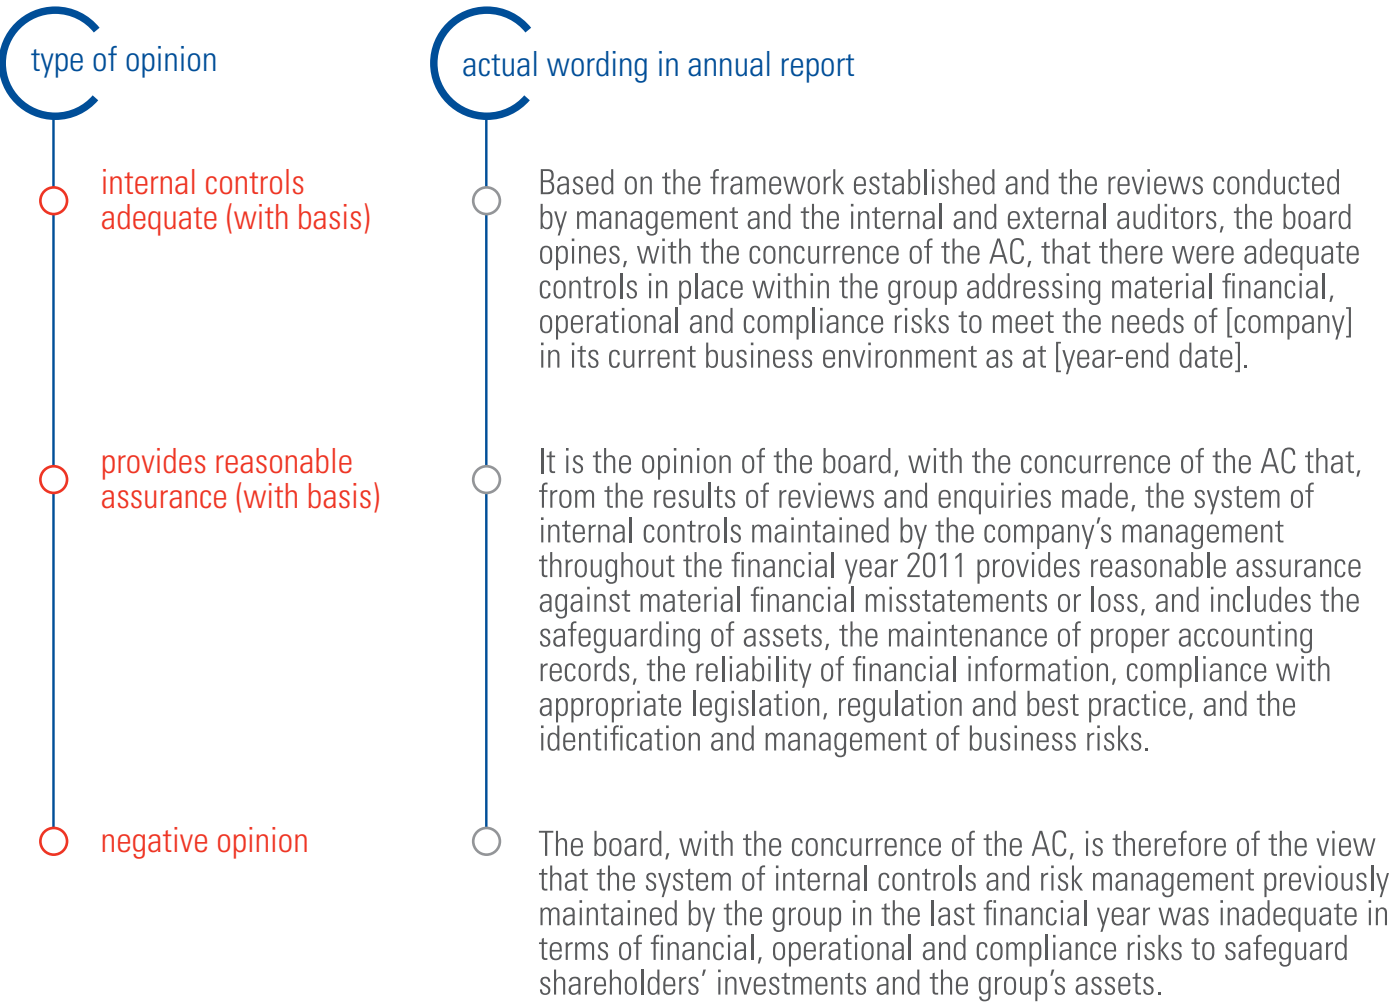 type of opinion
actual wording in annual report
internal controls
adequate (with basis)
Based on the framework established and the reviews conducted
by management and the internal and external auditors, the board
opines, with the concurrence of the AC, that there were adequate
controls in place within the group addressing material financial,
operational and compliance risks to meet the needs of [company]
in its current business environment as at [year-end date].
provides reasonable
assurance (with basis)
It is the opinion of the board, with the concurrence of the AC that,
from the results of reviews and enquiries made, the system of
internal controls maintained by the company’s management
throughout the financial year 2011 provides reasonable assurance
against material financial misstatements or loss, and includes the
safeguarding of assets, the maintenance of proper accounting
records, the reliability of financial information, compliance with
appropriate legislation, regulation and best practice, and the
identification and management of business risks.
negative opinion
The board, with the concurrence of the AC, is therefore of the view
that the system of internal controls and risk management previously
maintained by the group in the last financial year was inadequate in
terms of financial, operational and compliance risks to safeguard
shareholders’ investments and the group’s assets.